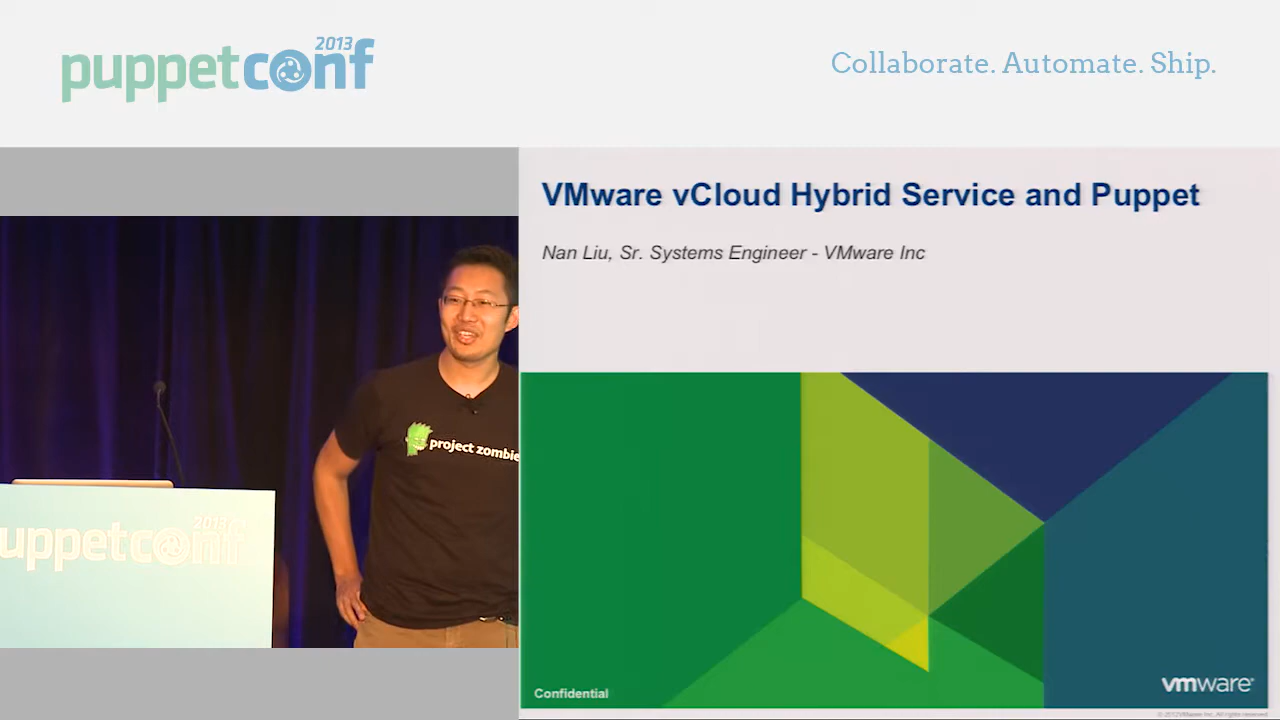 puppetconf 2013
Collaborate. Automate. Ship.
VMware vCloud Hybrid Service and Puppet
Nan Liu, Sr. Systems Engineer - VMware Inc
project zombie
puppetconf 2013
Confidential
vmware